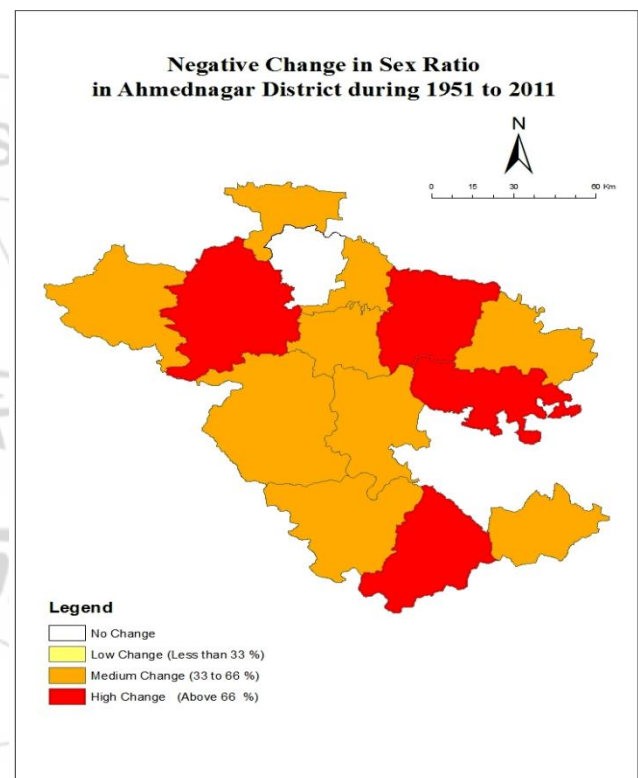 Negative Change in Sex Ratio
in Ahmednagar District during 1951 to 2011
N
0 15 30 60 Km
Legend
No Change
Low Change (Less than 33 %)
Medium Change (33 to 66 %)
High Change (Above 66 %)